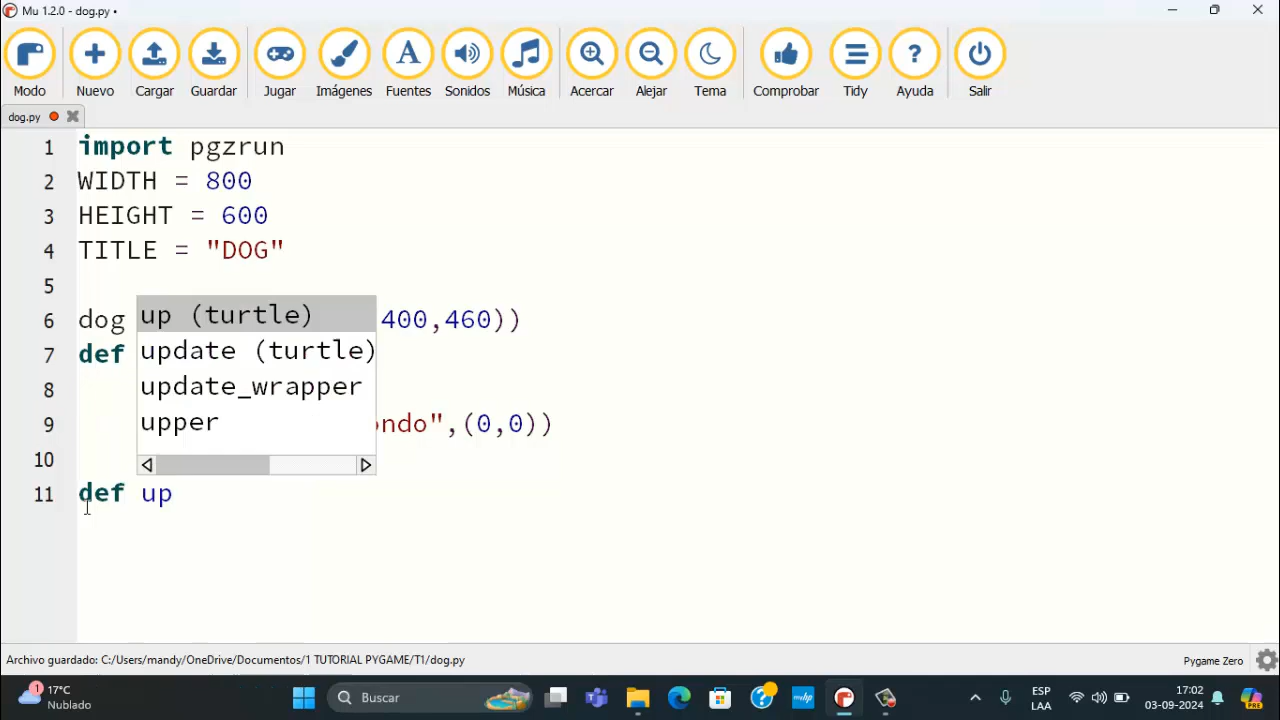 Mu 1.2.0 - dog.py •
Modo Nuevo Cargar Guardar Jugar Imágenes Fuentes Sonidos Música Acercar Alejar Tema Comprobar Tidy Ayuda Salir
dog.py
1 import pgzrun
2 WIDTH = 800
3 HEIGHT = 600
4 TITLE = "DOG"
5
up (turtle)
6 dog 400,460))
update (turtle)
7 def
update_wrapper
8
upper
9 ondo",(0,0))
10
11 def up
Archivo guardado: C:/Users/mandy/OneDrive/Documentos/1 TUTORIAL PYGAME/T1/dog.py Pygame Zero
1 17°C
Nublado
Buscar
myhp
ESP
LAA
17:02
03-09-2024
PRE